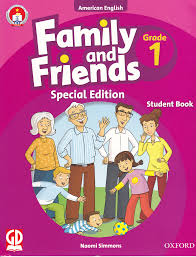 American English
Family and Friends
Grade 1
Special Edition
Student Book
Naomi Simmons
OXFORD